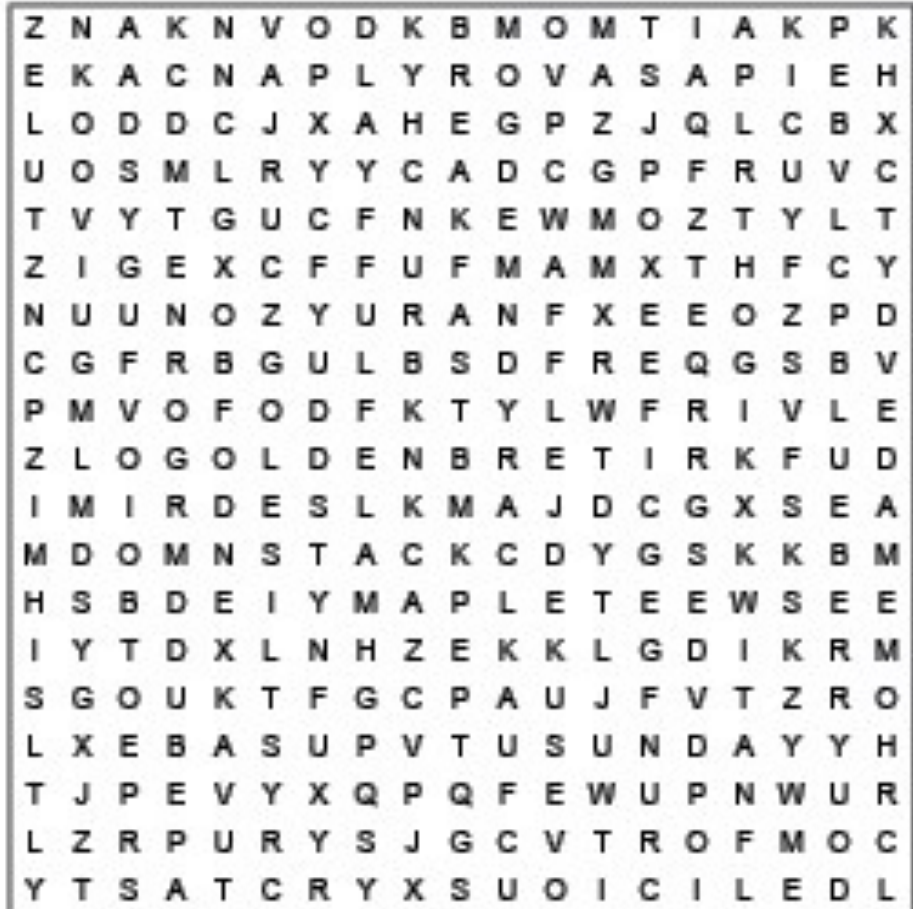 Z N A K N V O D K B M O M T I A K P K
E K A C N A P L Y R O V A S A P I E H
L O D D C J X A H E G P Z J Q L C B X
U O S M L R Y Y C A D C G P F R U V C
T V Y T G U C F N K E W M O Z T Y L T
Z I G E X C F F U F M A M X T H F C Y
N U U N O Z Y U R A N F X E E O Z P D
C G F R B G U L B S D F R E Q G S B V
P M V O F O D F K T Y L W F R I V L E
Z L O G O L D E N B R E T I R K F U D
I M I R D E S L K M A J D C G X S E A
M D O M N S T A C K C D Y G S K K B M
H S B D E I Y M A P L E T E E W S E E
I Y T D X L N H Z E K K L G D I K R M
S G O U K T F G C P A U J F V T Z R O
L X E B A S U P V T U S U N D A Y Y H
T J P E V Y X Q P Q F E W U P N W U R
L Z R P U R Y S J G C V T R O F M O C
Y T S A T C R Y X S U O I C I L E D L